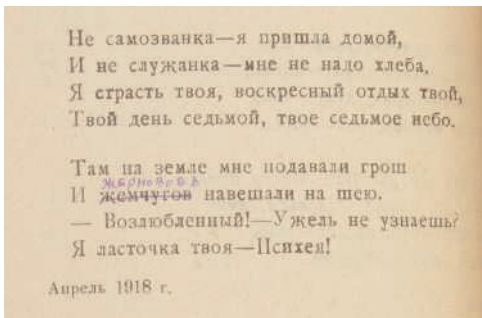 Не самозванка—я пришла домой,
И не служанка—мне не надо хлеба.
Я страсть твоя, воскресный отдых твой,
Твой день седьмой, твое седьмое небо.
Там на земле мне подавали грош
жерновов
И жемчугов навешали на шею.
— Возлюбленный!—Ужель не узнаешь?
Я ласточка твоя—Психея!
Апрель 1918 г.